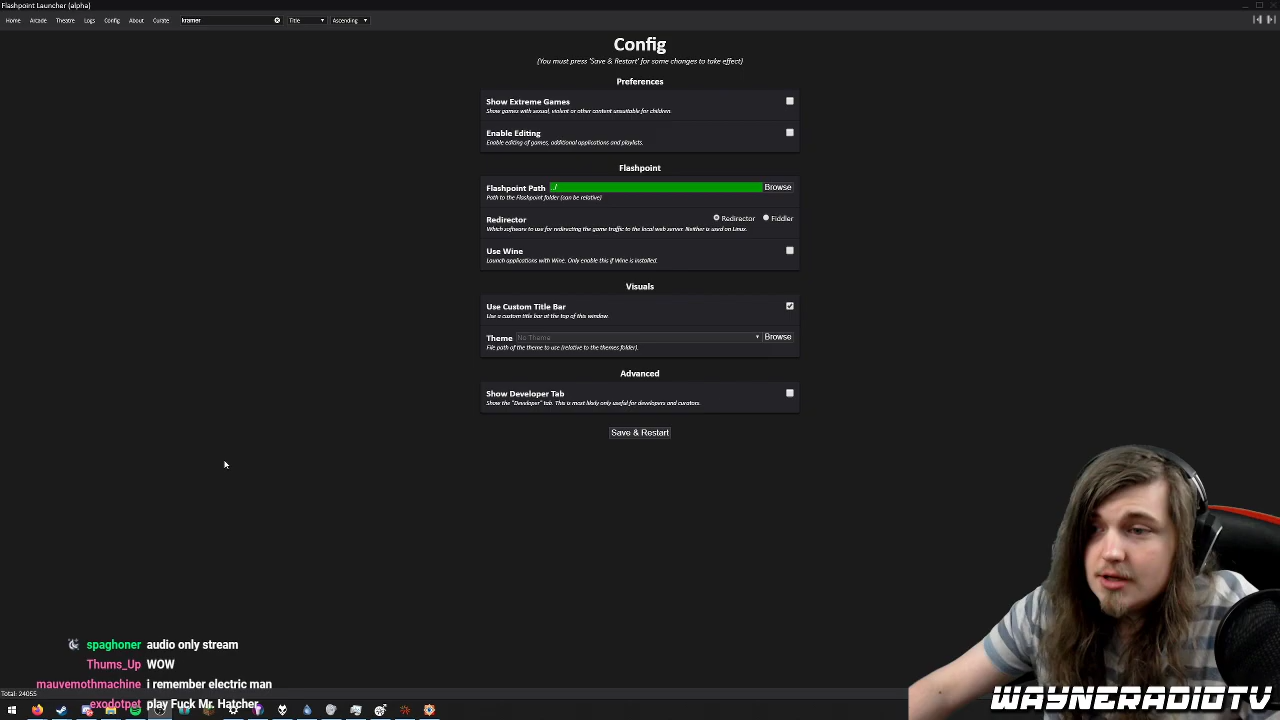 Flashpoint Launcher (alpha)
Home Arcade Theatre Logs Config About Curate kramer Title Ascending
Config
(You must press 'Save & Restart' for some changes to take effect)
Preferences
Show Extreme Games
Show games with sexual, violent or other content unsuitable for children.
Enable Editing
Enable editing of games, additional applications and playlists.
Flashpoint
Flashpoint Path ../ Browse
Path to the Flashpoint folder (can be relative)
Redirector Redirector Fiddler
Which software to use for redirecting the game traffic to the local web server. Neither is used on Linux.
Use Wine
Launch applications with Wine. Only enable this if Wine is installed.
Visuals
Use Custom Title Bar
Use a custom title bar at the top of this window.
Theme No Theme Browse
File path of the theme to use (relative to the themes folder).
Advanced
Show Developer Tab
Show the "Developer" tab. This is most likely only useful for developers and curators.
Save & Restart
spaghoner audio only stream
Thums_Up WOW
mauvemothmachine i remember electric man
Total: 24055
exodotpet play Fuck Mr. Hatcher
WAYNERADIOTV